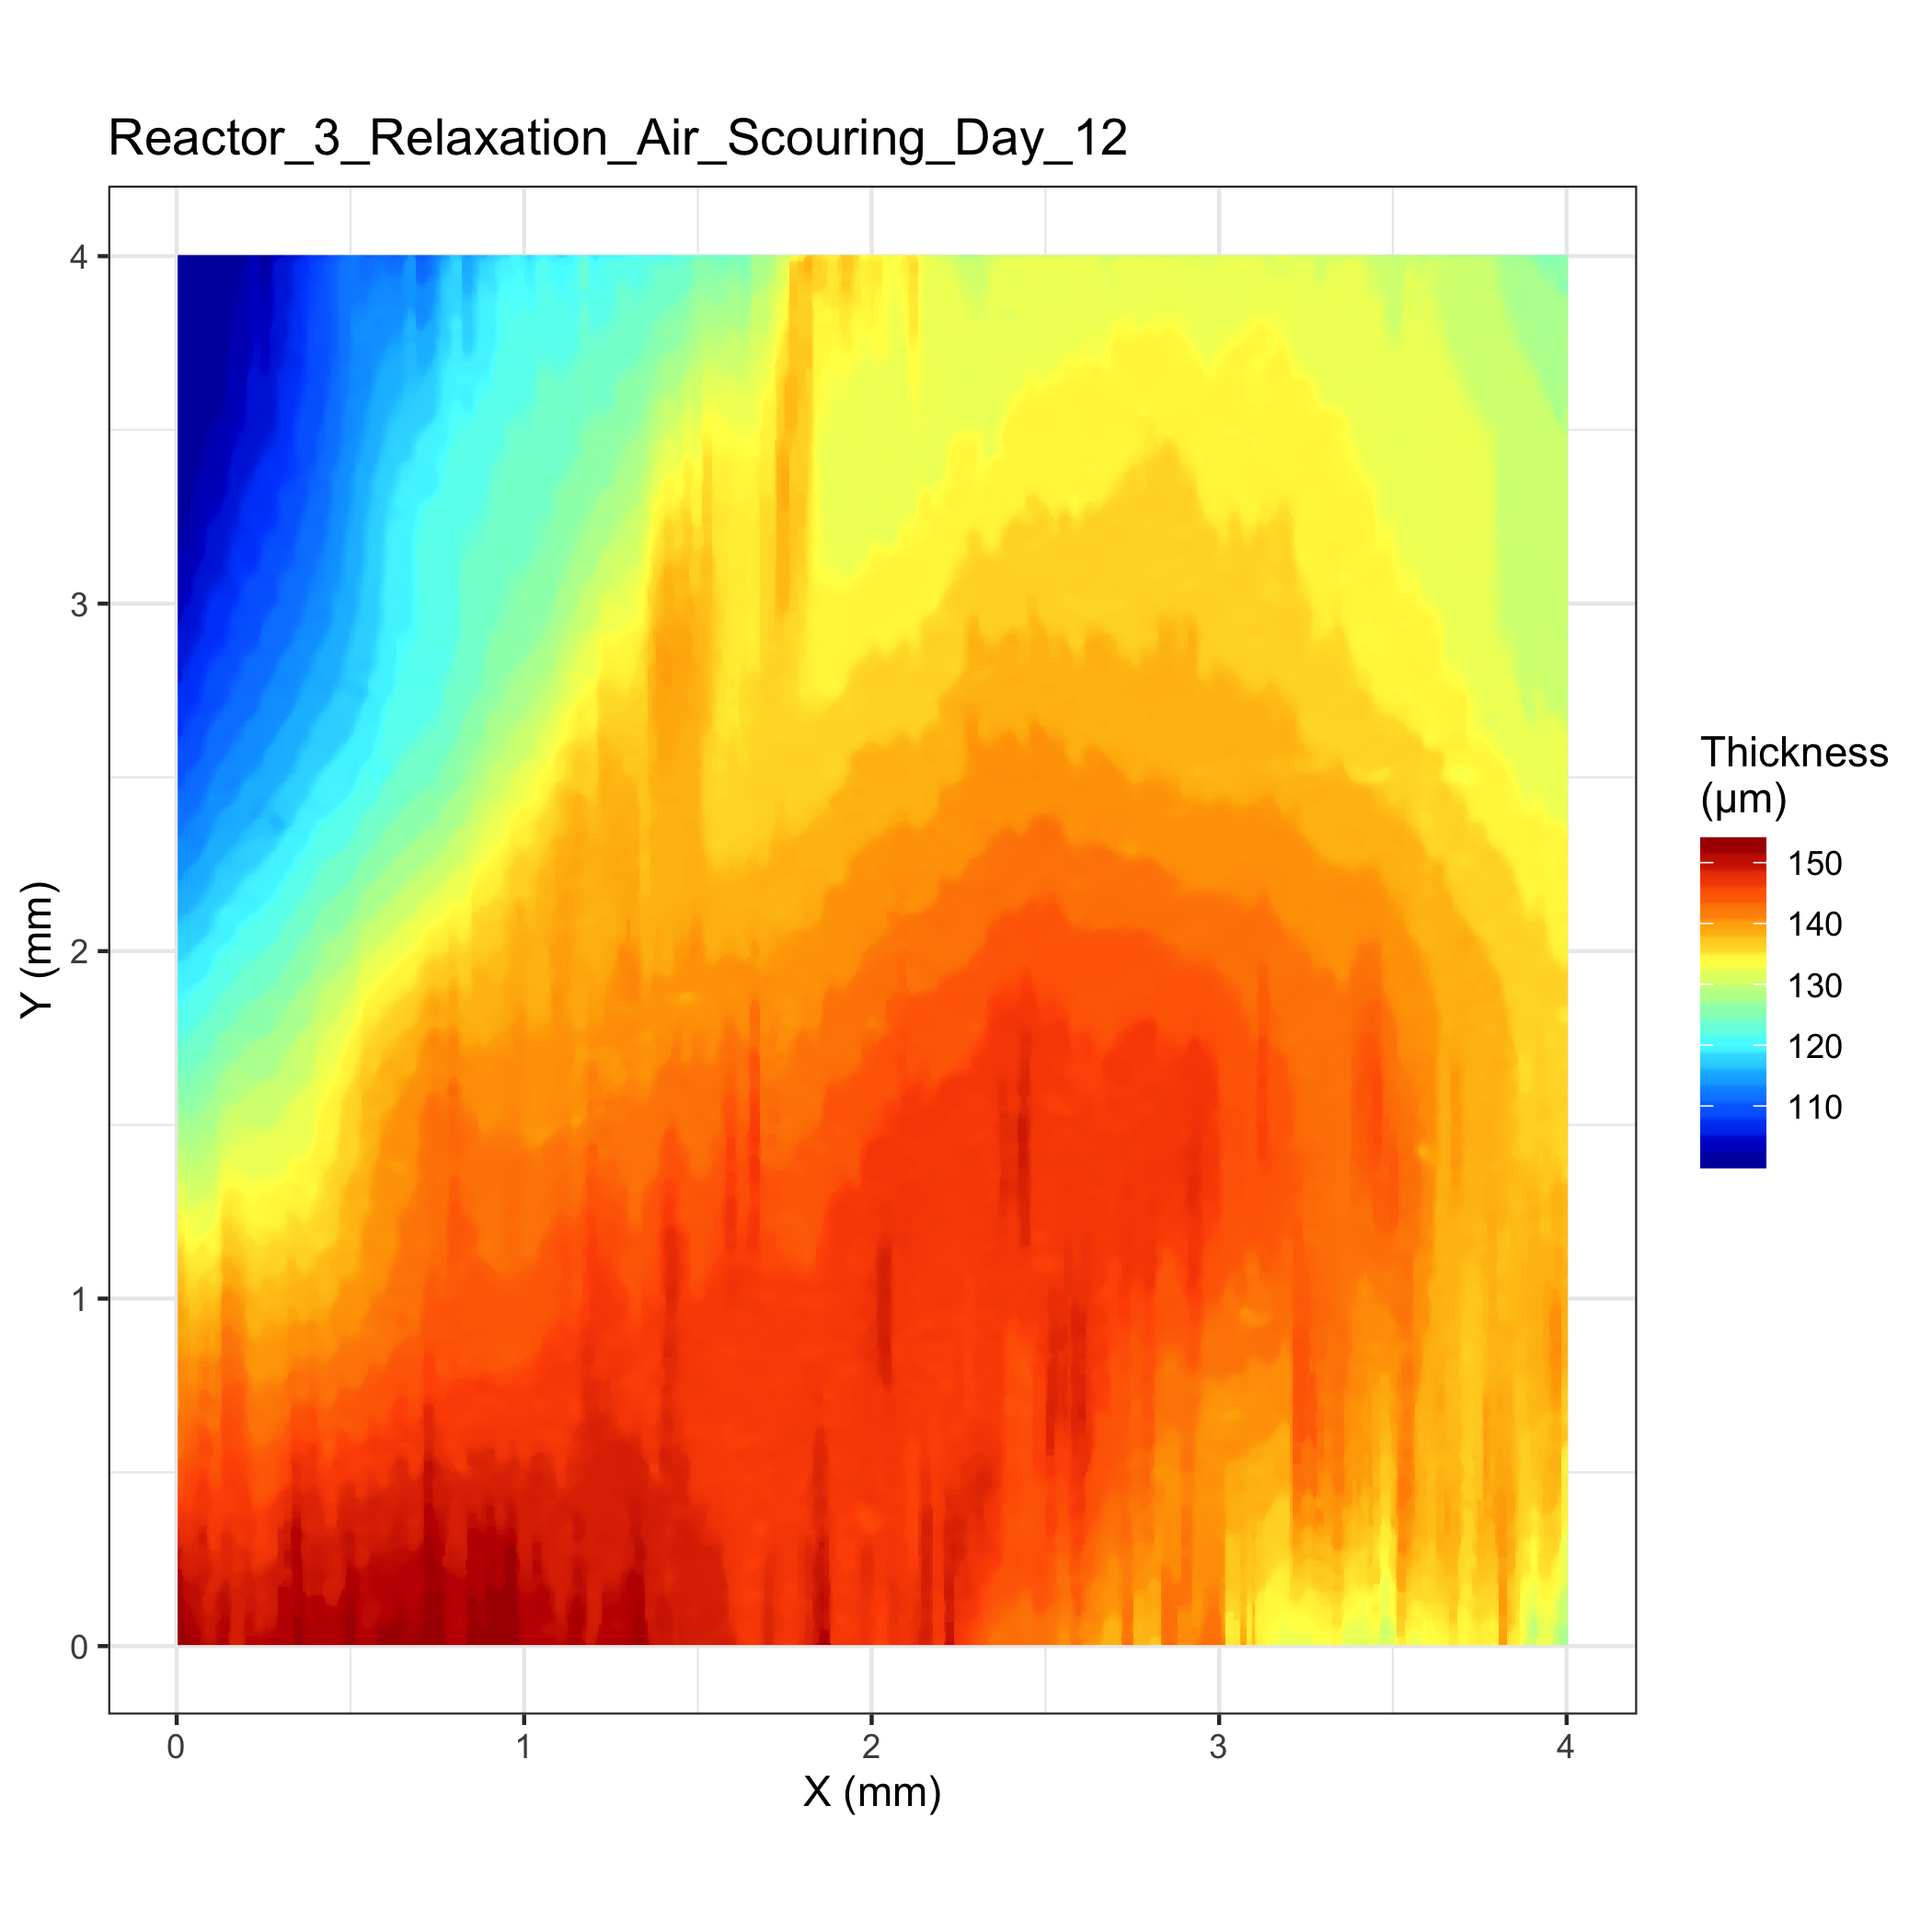 Reactor_3_Relaxation_Air_Scouring_Day_12
4
3
2
1
0
Y (mm)
0 1 2 3 4
X (mm)
Thickness
(µm)
150
140
130
120
110